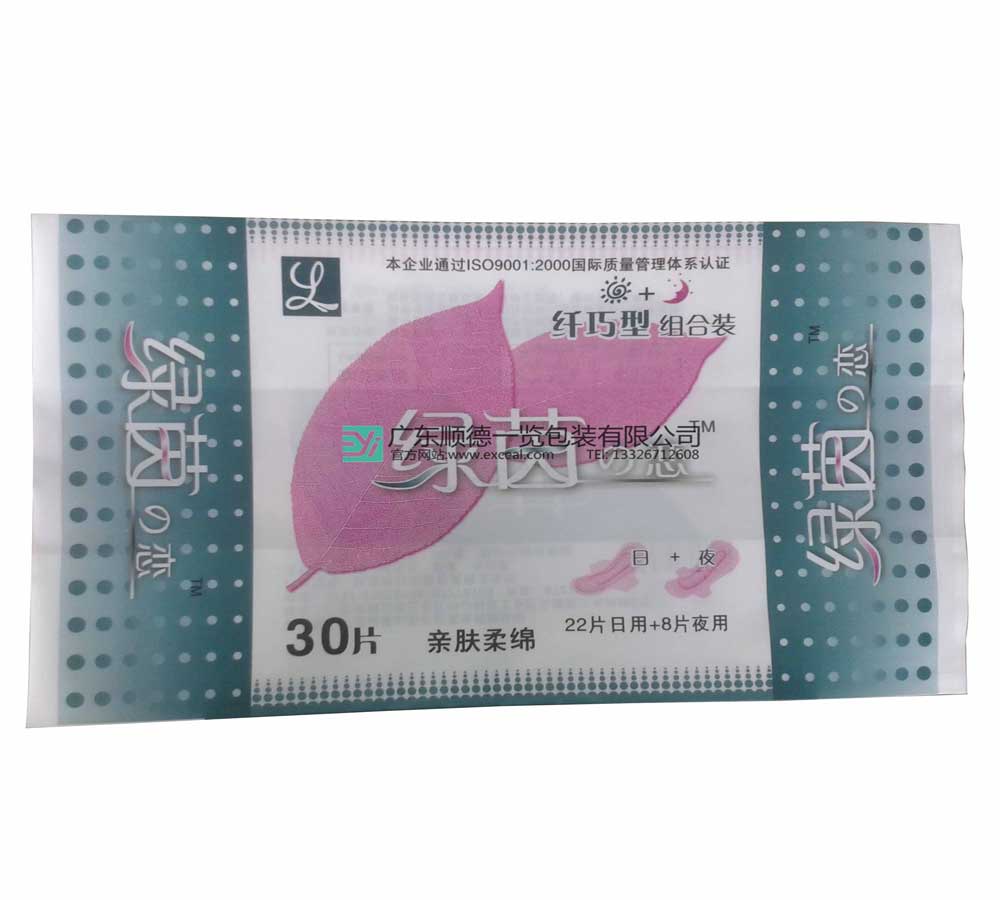 本企业通过ISO9001:2000国际质量管理体系认证
+
纤巧型 组合装
绿茵の恋
TM
绿茵の恋
TM
绿茵の恋
TM
广东顺德一览包装有限公司
官方网站:www.exceal.com TEL: 13326712608
日 + 夜
22片日用+8片夜用
30片 亲肤柔绵